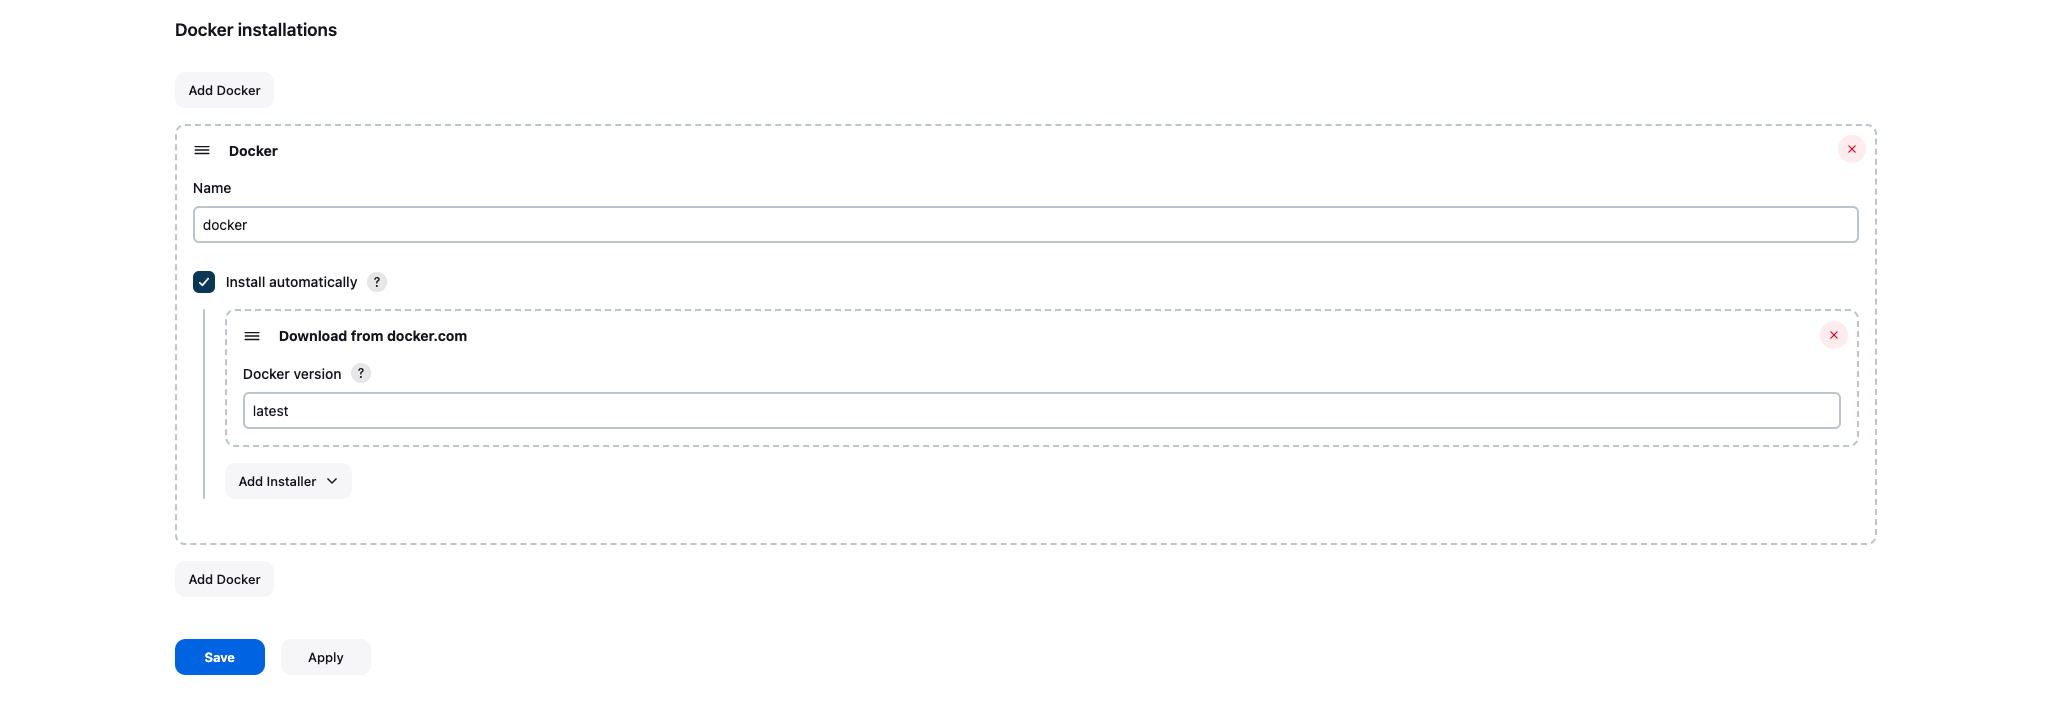 Docker installations
Add Docker
Docker
Name
docker
Install automatically ?
Download from docker.com
Docker version ?
latest
Add Installer
Add Docker
Save Apply